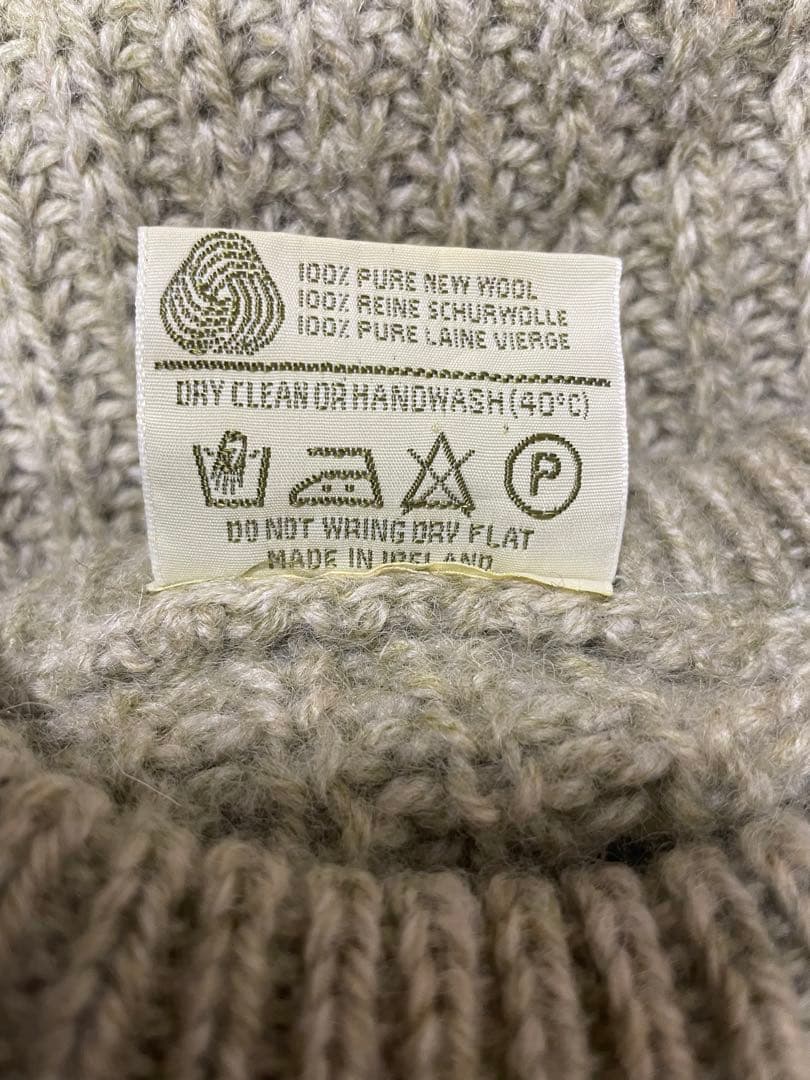 100% PURE NEW WOOL
100% REINE SCHURWOLLE
100% PURE LAINE VIERGE
DRY CLEAN OR HANDWASH (40°C)
P
DO NOT WRING DRY FLAT
MADE IN IRELAND